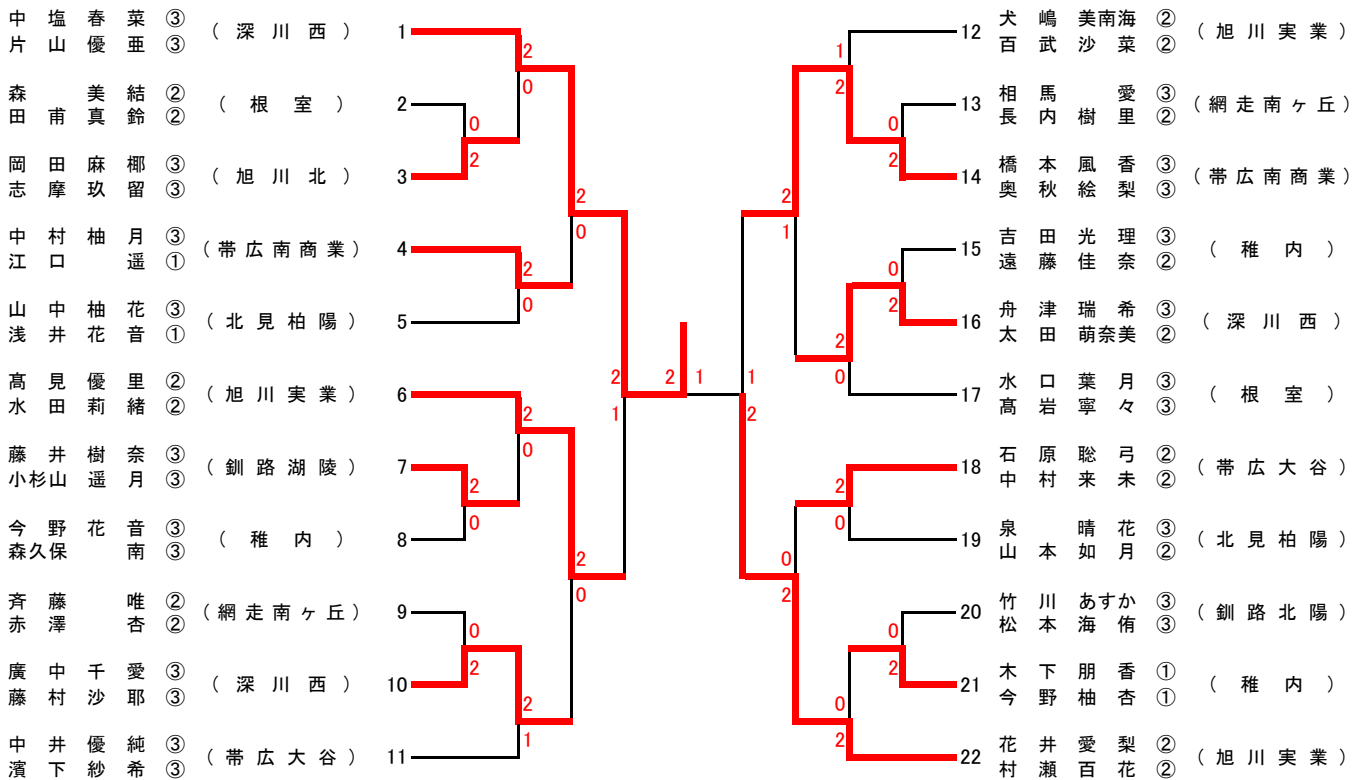 中塩春菜③
片山優亜③
(深川西)
1
森美結②
田甫真鈴②
(根室)
2
岡田麻椰③
志摩玖留③
(旭川北)
3
中村柚月③
江口遥①
(帯広南商業)
4
山中柚花③
浅井花音①
(北見柏陽)
5
髙見優里②
水田莉緒②
(旭川実業)
6
藤井樹奈③
小杉山遥月③
(釧路湖陵)
7
今野花音③
森久保南③
(稚内)
8
斉藤唯②
赤澤杏②
(網走南ヶ丘)
9
廣中千愛③
藤村沙耶③
(深川西)
10
中井優純③
濱下紗希③
(帯広大谷)
11
2
0
0
2
2
0
2
0
2
0
2
0
2
0
0
2
2
1
2
1
2
1
1
2
1
2
0
2
2
1
0
2
2
0
2
0
0
2
0
2
0
2
12
犬嶋美南海②
百武沙菜②
(旭川実業)
13
相馬愛③
長内樹里②
(網走南ヶ丘)
14
橋本風香③
奥秋絵梨③
(帯広南商業)
15
吉田光理③
遠藤佳奈②
(稚内)
16
舟津瑞希③
太田萌奈美②
(深川西)
17
水口葉月③
髙岩寧々③
(根室)
18
石原聡弓②
中村来未②
(帯広大谷)
19
泉晴花③
山本如月②
(北見柏陽)
20
竹川あすか③
松本海侑③
(釧路北陽)
21
木下朋香①
今野柚杏①
(稚内)
22
花井愛梨②
村瀬百花②
(旭川実業)